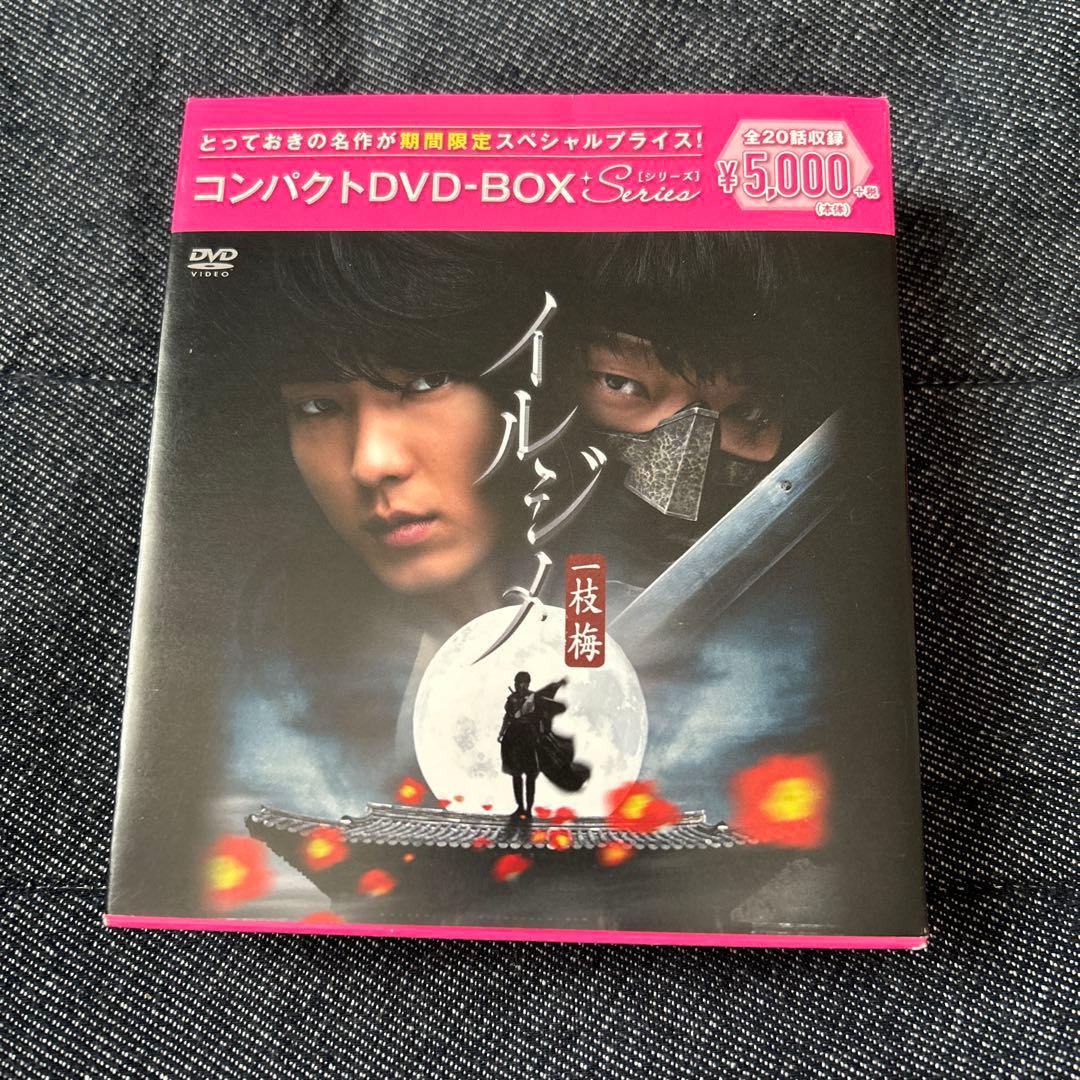 とっておきの名作が期間限定スペシャルプライス!
コンパクトDVD-BOX
Series
[シリーズ]
全20話収録
¥5,000+税
(本体)
DVD
VIDEO
イルジメ
一枝梅